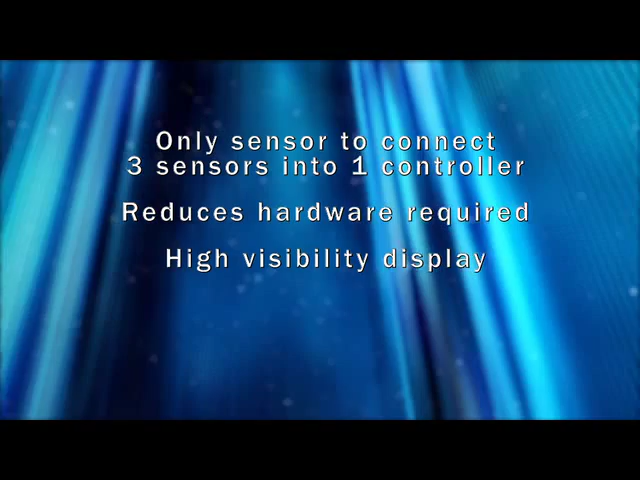 Only sensor to connect
3 sensors into 1 controller
Reduces hardware required
High visibility display